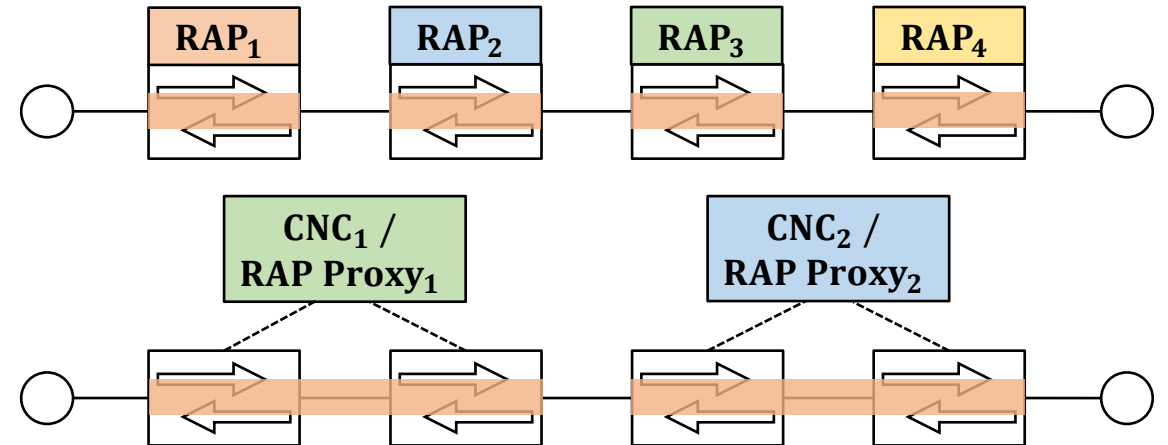 RAP₁
RAP₂
RAP₃
RAP₄
CNC₁ /
RAP Proxy₁
CNC₂ /
RAP Proxy₂